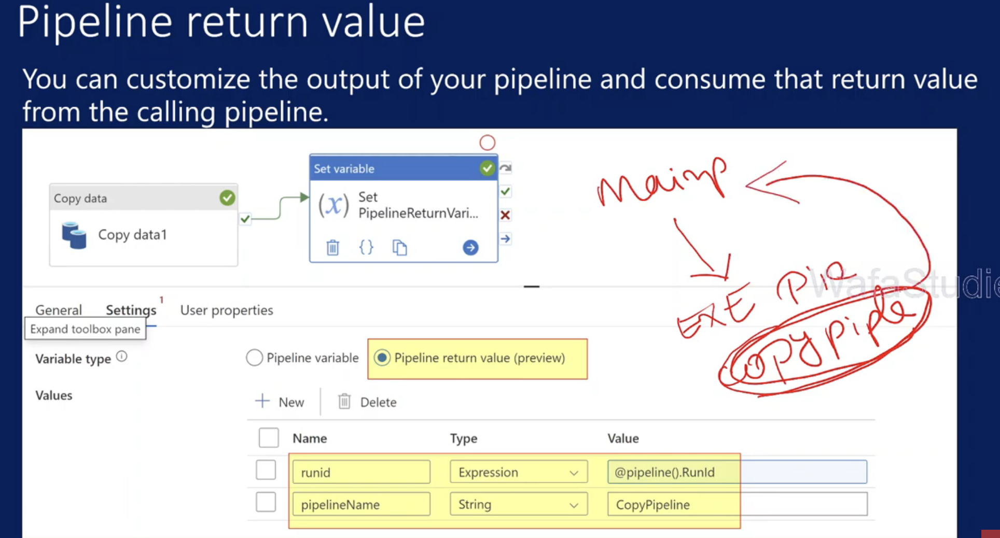 Pipeline return value
You can customize the output of your pipeline and consume that return value
from the calling pipeline.
Copy data
Copy data1
Set variable
(x)
Set
PipelineReturnVari...
{}
Mainp
EXE Pip
Copypiple
WafaStudie
General
Settings 1
User properties
Expand toolbox pane
Variable type
Pipeline variable
Pipeline return value (preview)
Values
New
Delete
Name Type Value
runid Expression @pipeline().RunId
pipelineName String CopyPipeline